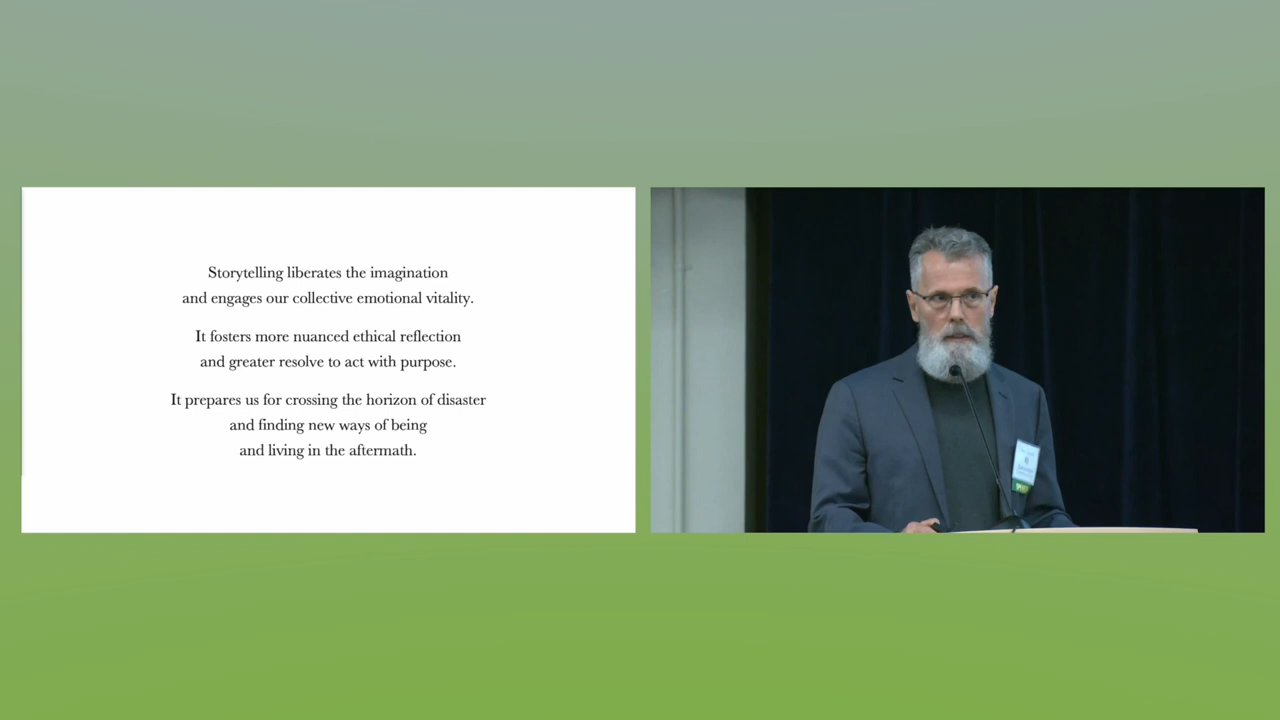 Storytelling liberates the imagination
and engages our collective emotional vitality.
It fosters more nuanced ethical reflection
and greater resolve to act with purpose.
It prepares us for crossing the horizon of disaster
and finding new ways of being
and living in the aftermath.